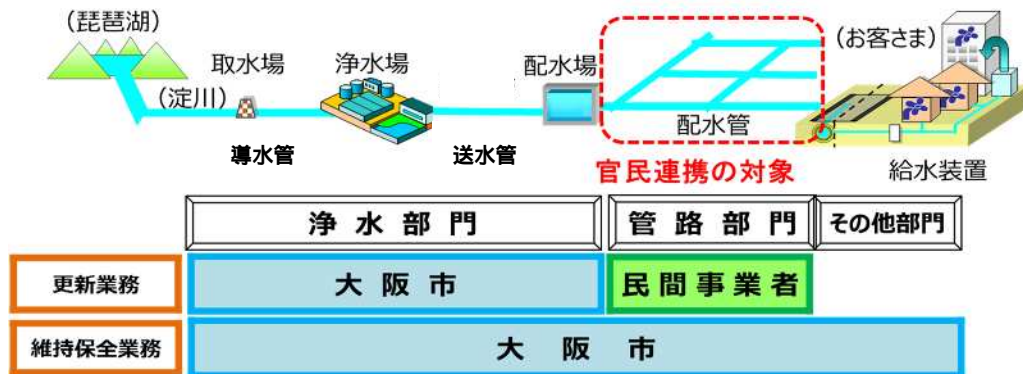 (琵琶湖)
取水場
浄水場
配水場
(お客さま)
(淀川)
配水管
導水管
送水管
官民連携の対象
給水装置
浄水部門
管路部門
その他部門
更新業務
大阪市
民間事業者
維持保全業務
大阪市